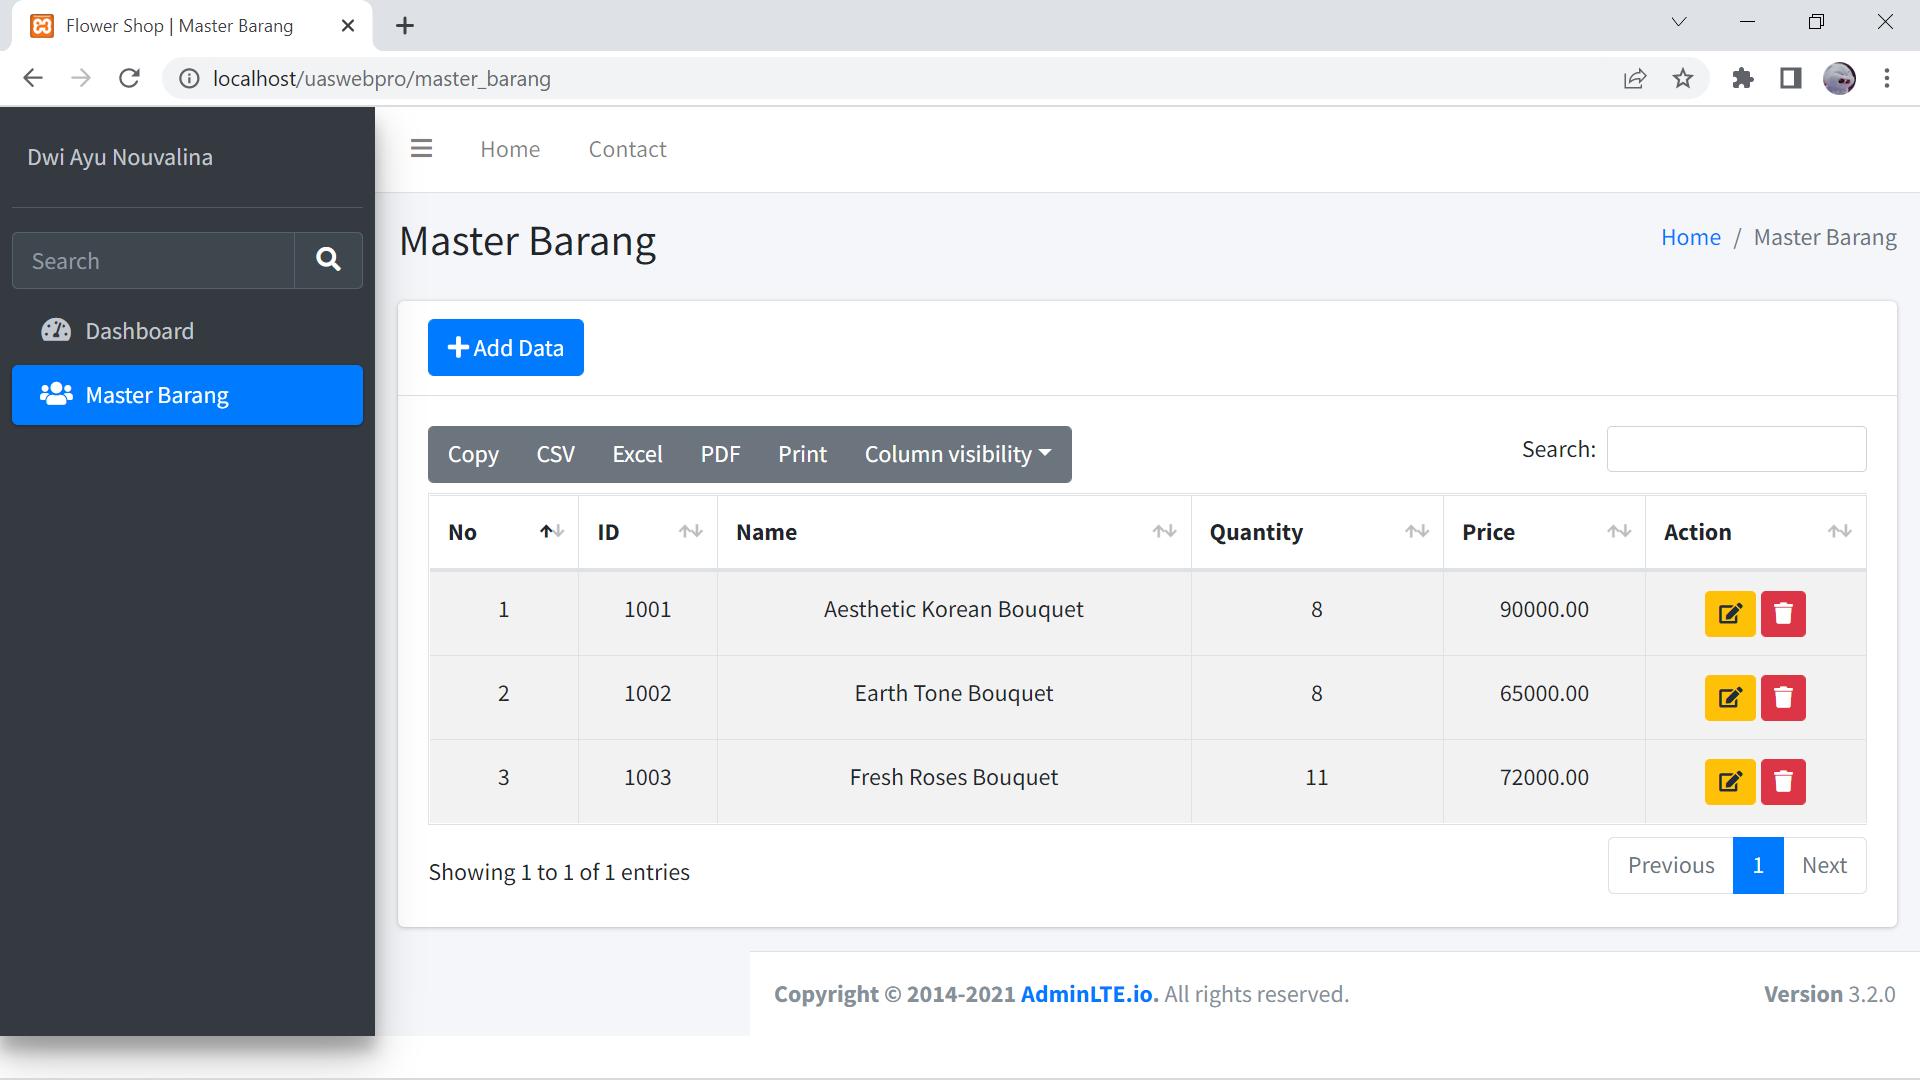 Flower Shop | Master Barang
localhost/uaswebpro/master_barang
Dwi Ayu Nouvalina
Home Contact
Search
Dashboard
Master Barang
Master Barang
Home / Master Barang
Add Data
Copy CSV Excel PDF Print Column visibility
Search:
No ID Name Quantity Price Action
1 1001 Aesthetic Korean Bouquet 8 90000.00
2 1002 Earth Tone Bouquet 8 65000.00
3 1003 Fresh Roses Bouquet 11 72000.00
Showing 1 to 1 of 1 entries
Previous 1 Next
Copyright © 2014-2021 AdminLTE.io. All rights reserved.
Version 3.2.0